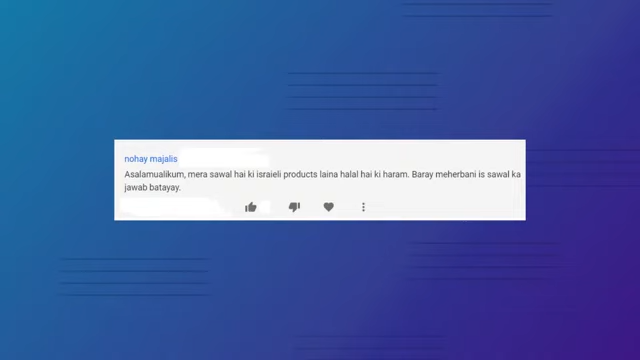 nohay majalis
Asalamualikum, mera sawal hai ki israieli products laina halal hai ki haram. Baray meherbani is sawal ka
jawab batayay.